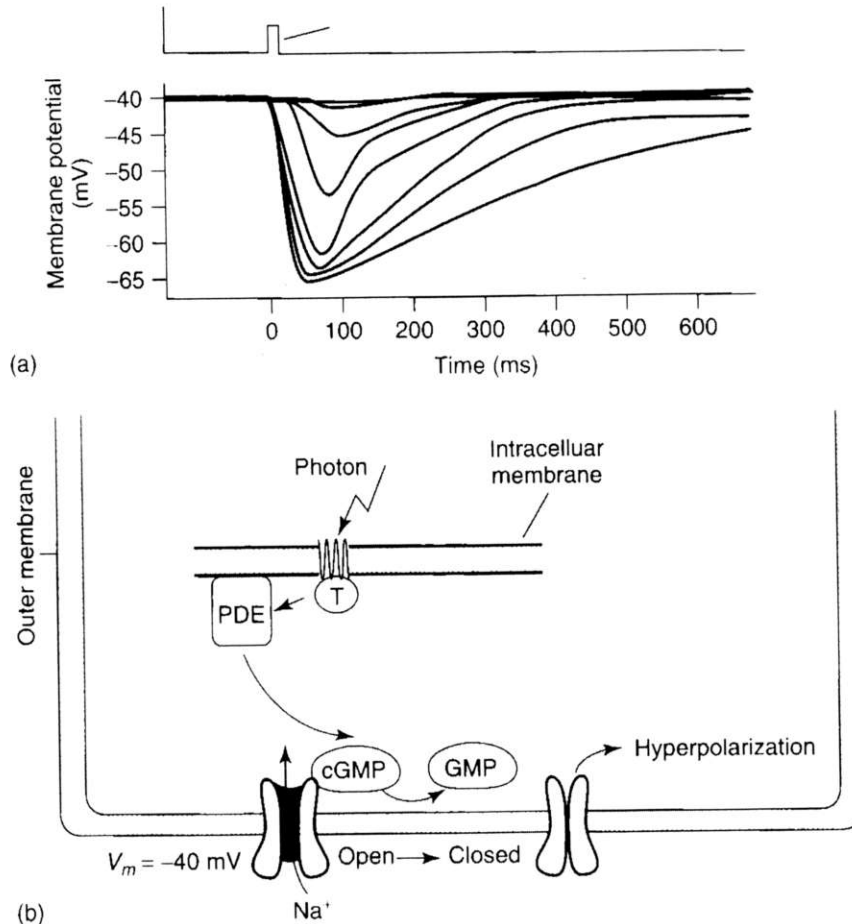 Membrane potential
(mV)
–40
–45
–50
–55
–60
–65
0 100 200 300 400 500 600
Time (ms)
(a)
Outer membrane
Photon
Intracelluar
membrane
PDE
T
cGMP
GMP
Hyperpolarization
Vm = –40 mV
Open
Closed
Na+
(b)